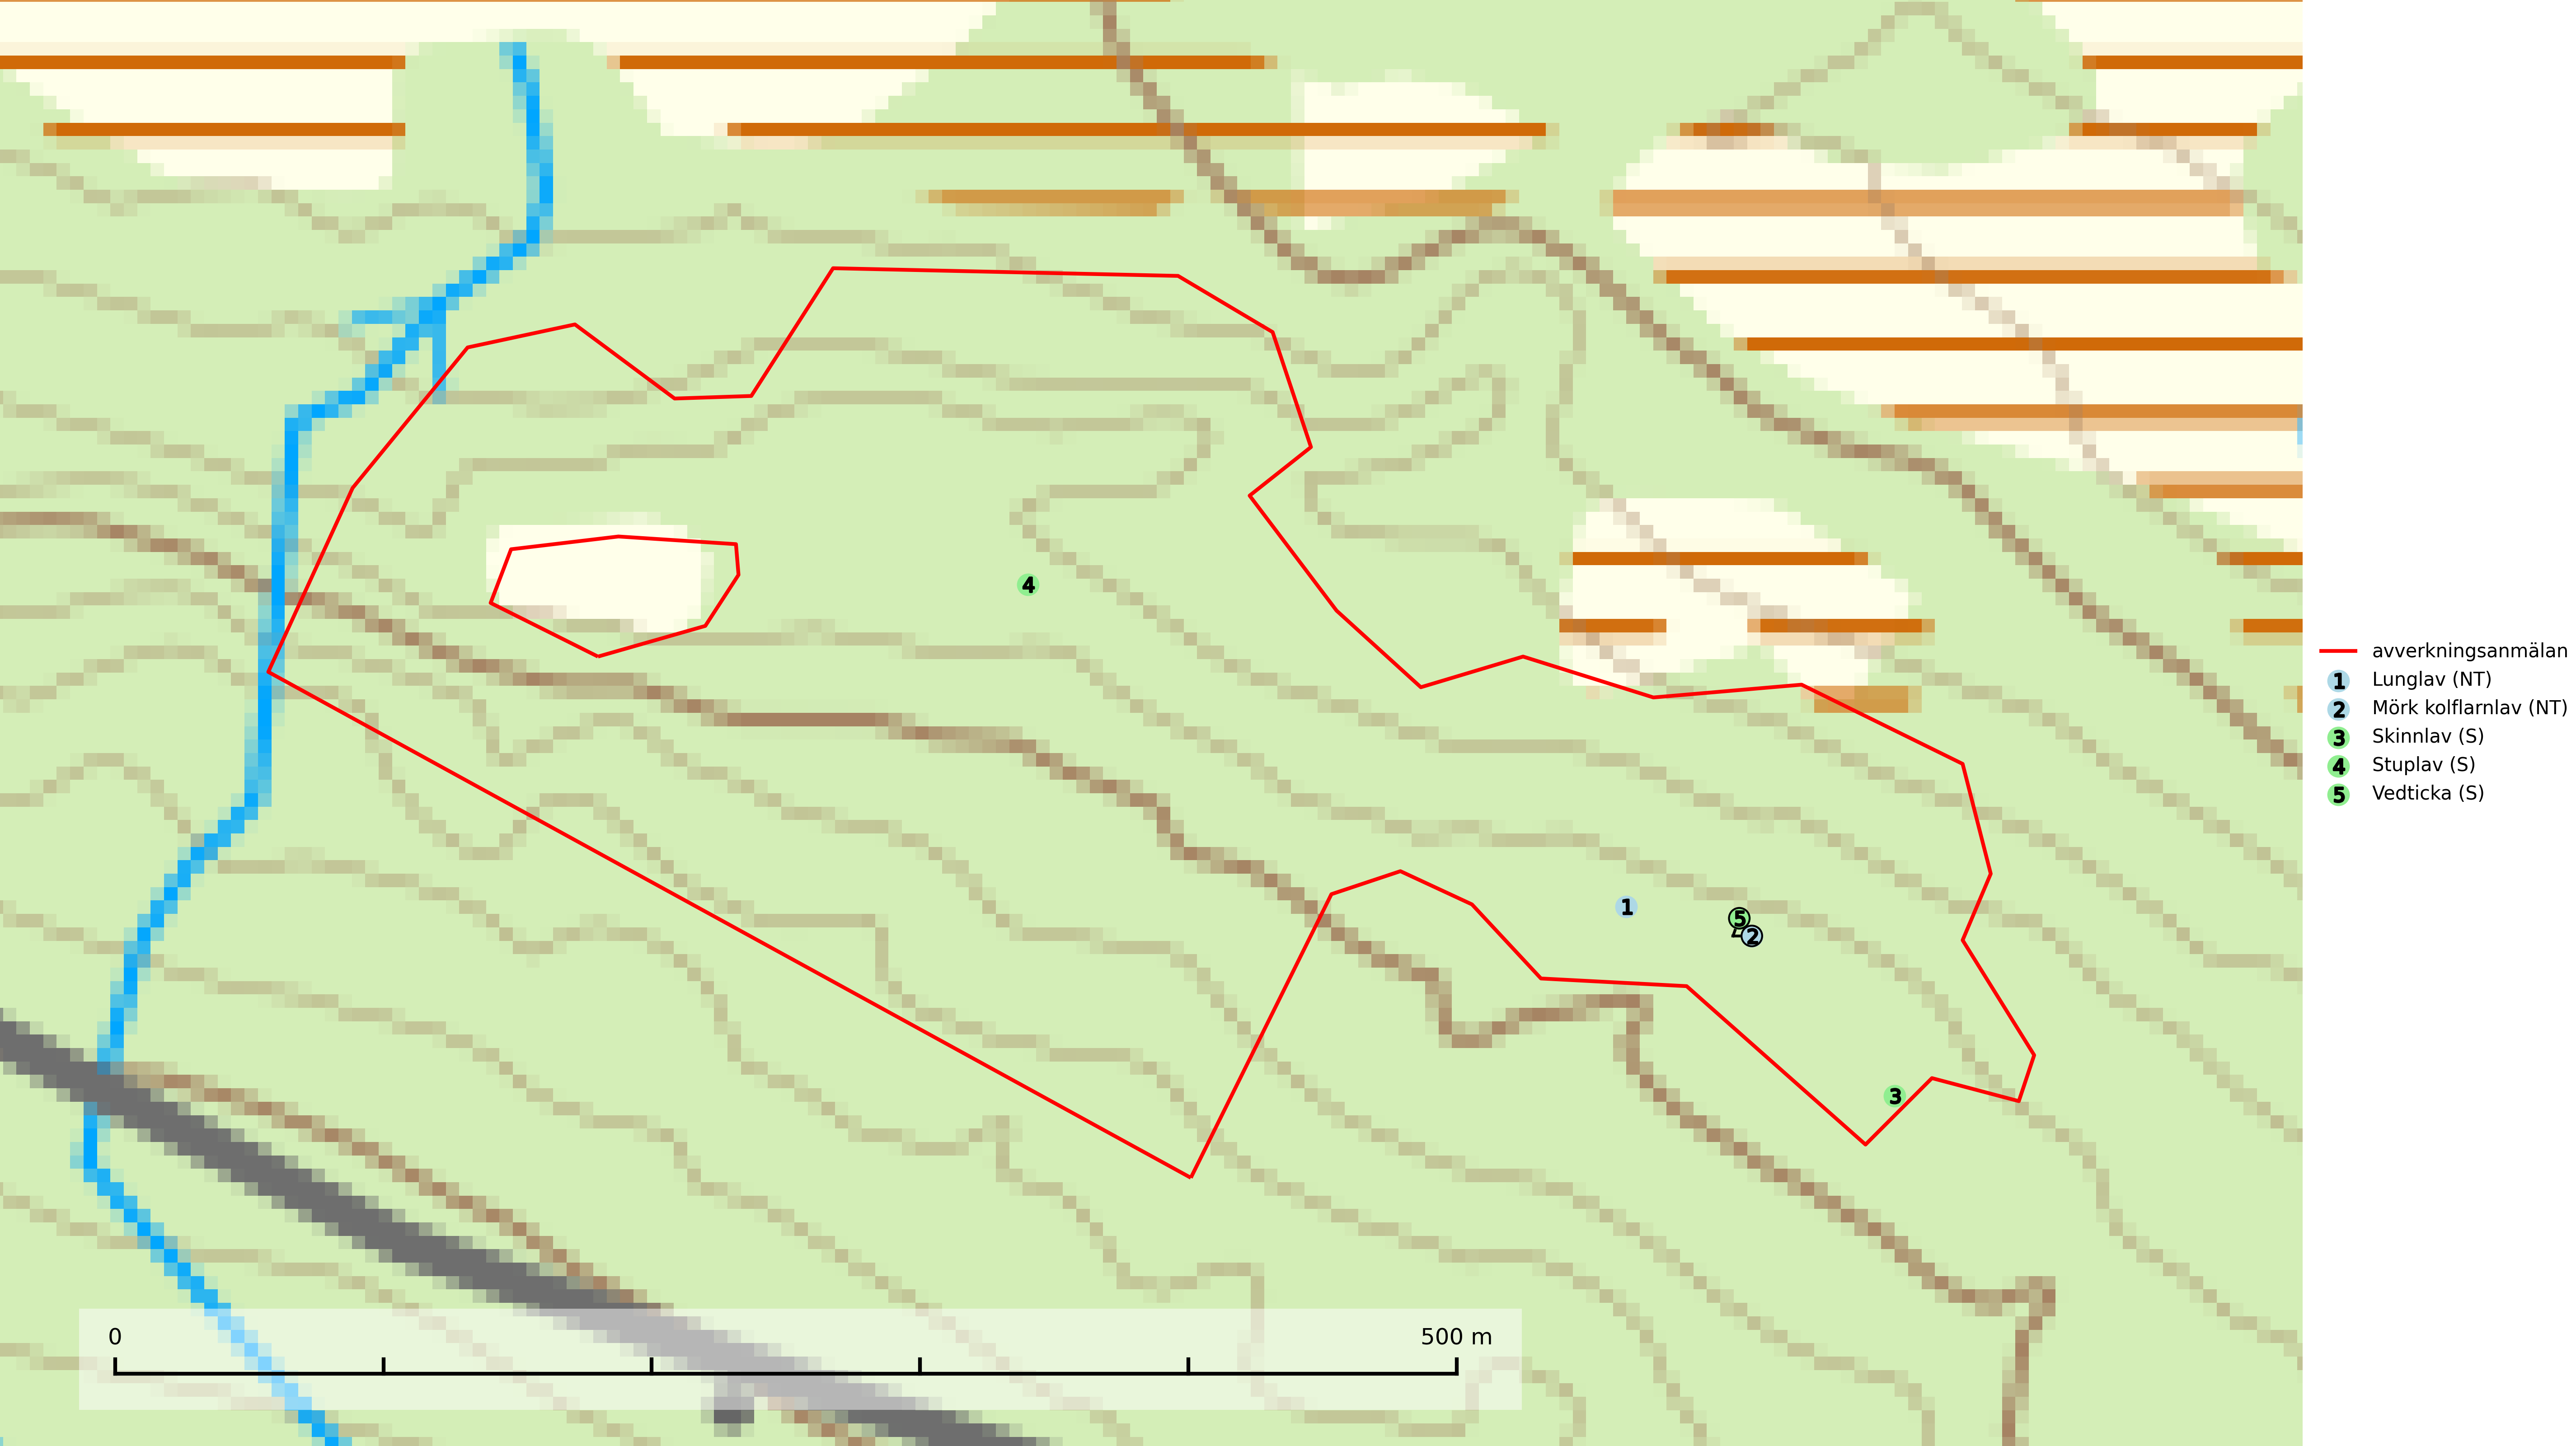 4
1
5
2
3
0 500 m
avverkningsanmälan
1 Lunglav (NT)
2 Mörk kolflarnlav (NT)
3 Skinnlav (S)
4 Stuplav (S)
5 Vedticka (S)